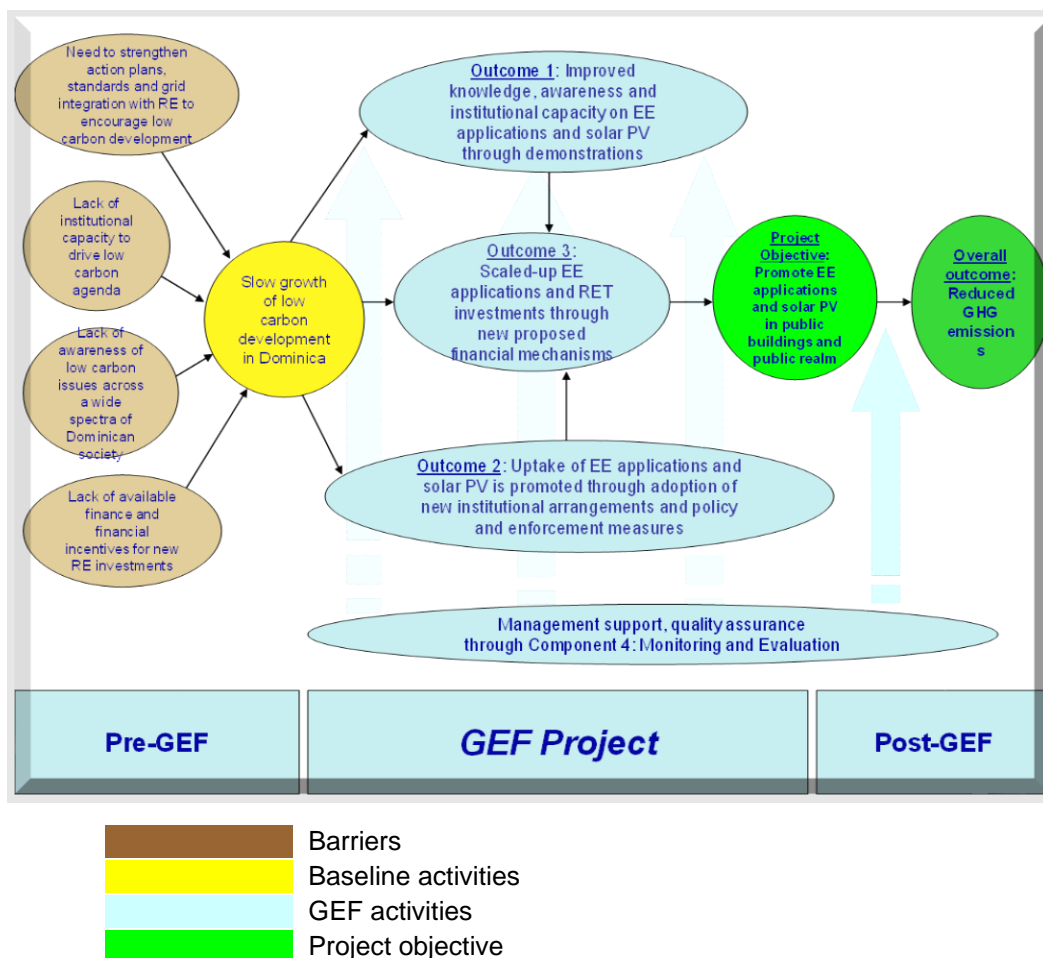 Need to strengthen
action plans,
standards and grid
integration with RE to
encourage low
carbon development
Lack of
institutional
capacity to
drive low
carbon
agenda
Lack of
awareness of
low carbon
issues across
a wide
spectra of
Dominican
society
Lack of available
finance and
financial
incentives for new
RE investments
Slow growth
of low
carbon
development
in Dominica
Outcome 1: Improved
knowledge, awareness and
institutional capacity on EE
applications and solar PV
through demonstrations
Outcome 3:
Scaled-up EE
applications and RET
investments through
new proposed
financial mechanisms
Outcome 2: Uptake of EE applications and
solar PV is promoted through adoption of
new institutional arrangements and policy
and enforcement measures
Project
Objective:
Promote EE
applications
and solar PV
in public
buildings and
public realm
Overall
outcome:
Reduced
GHG
emission
s
Management support, quality assurance
through Component 4: Monitoring and Evaluation
Pre-GEF
GEF Project
Post-GEF
Barriers
Baseline activities
GEF activities
Project objective